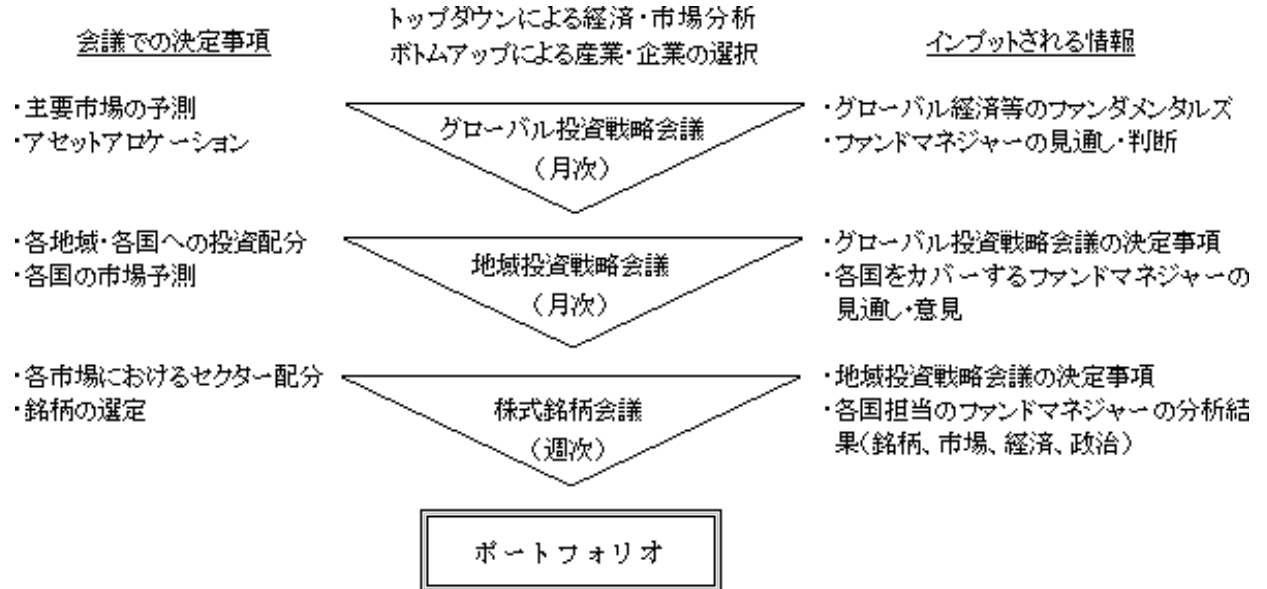 トップダウンによる経済・市場分析
ボトムアップによる産業・企業の選択
会議での決定事項
インプットされる情報
・主要市場の予測
・アセットアロケーション
グローバル投資戦略会議
（月次）
・グローバル経済等のファンダメンタルズ
・ファンドマネジャーの見通し・判断
・各地域・各国への投資配分
・各国の市場予測
地域投資戦略会議
（月次）
・グローバル投資戦略会議の決定事項
・各国をカバーするファンドマネジャーの
見通し・意見
・各市場におけるセクター配分
・銘柄の選定
株式銘柄会議
（週次）
・地域投資戦略会議の決定事項
・各国担当のファンドマネジャーの分析結
果（銘柄、市場、経済、政治）
ポートフォリオ